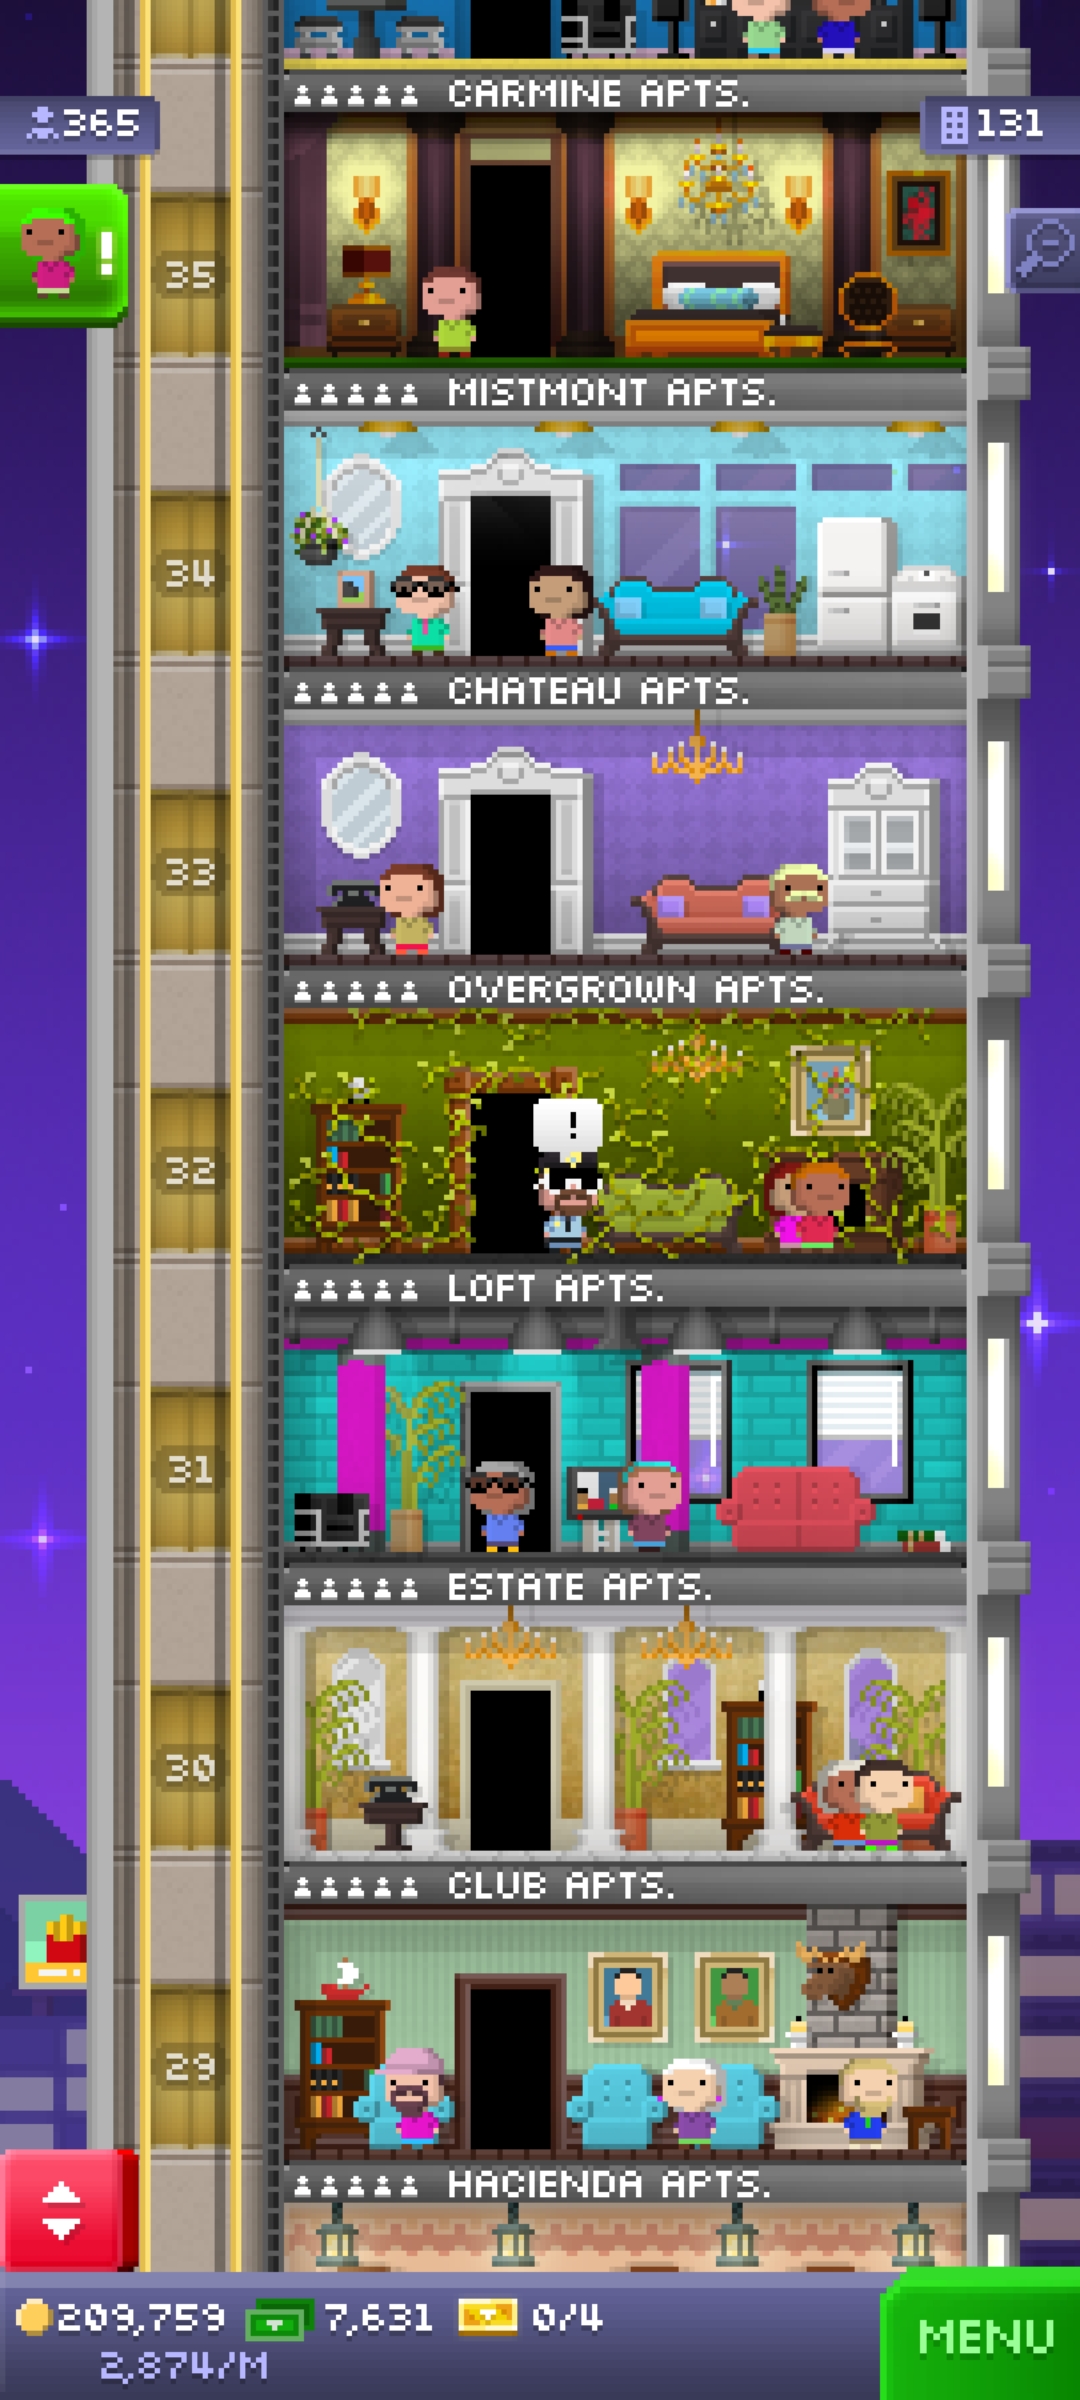 CARMINE APTS.
365
131
!
35
MISTMONT APTS.
34
CHATEAU APTS.
33
OVERGROWN APTS.
!
32
LOFT APTS.
31
ESTATE APTS.
30
CLUB APTS.
29
HACIENDA APTS.
209,759 7,631 0/4
2,874/M
MENU